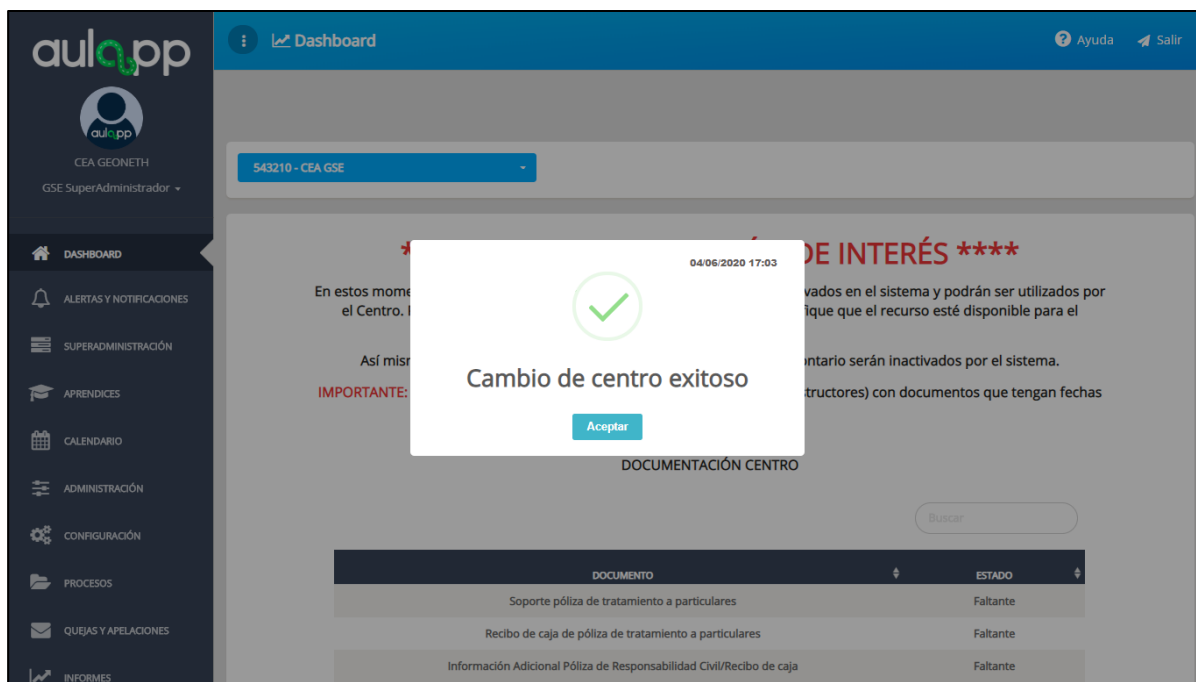 aulapp
Dashboard
Ayuda
Salir
aulapp
CEA GEONETH
GSE SuperAdministrador
543210 - CEA GSE
DASHBOARD
ALERTAS Y NOTIFICACIONES
SUPERADMINISTRACIÓN
APRENDICES
CALENDARIO
ADMINISTRACIÓN
CONFIGURACIÓN
PROCESOS
QUEJAS Y APELACIONES
INFORMES
DE INTERÉS ****
En estos mome
vados en el sistema y podrán ser utilizados por
el Centro.
fique que el recurso esté disponible para el
Así misr
ontario serán inactivados por el sistema.
IMPORTANTE:
structores) con documentos que tengan fechas
04/06/2020 17:03
Cambio de centro exitoso
Aceptar
DOCUMENTACIÓN CENTRO
Buscar
DOCUMENTO ESTADO
Soporte póliza de tratamiento a particulares Faltante
Recibo de caja de póliza de tratamiento a particulares Faltante
Información Adicional Póliza de Responsabilidad Civil/Recibo de caja Faltante